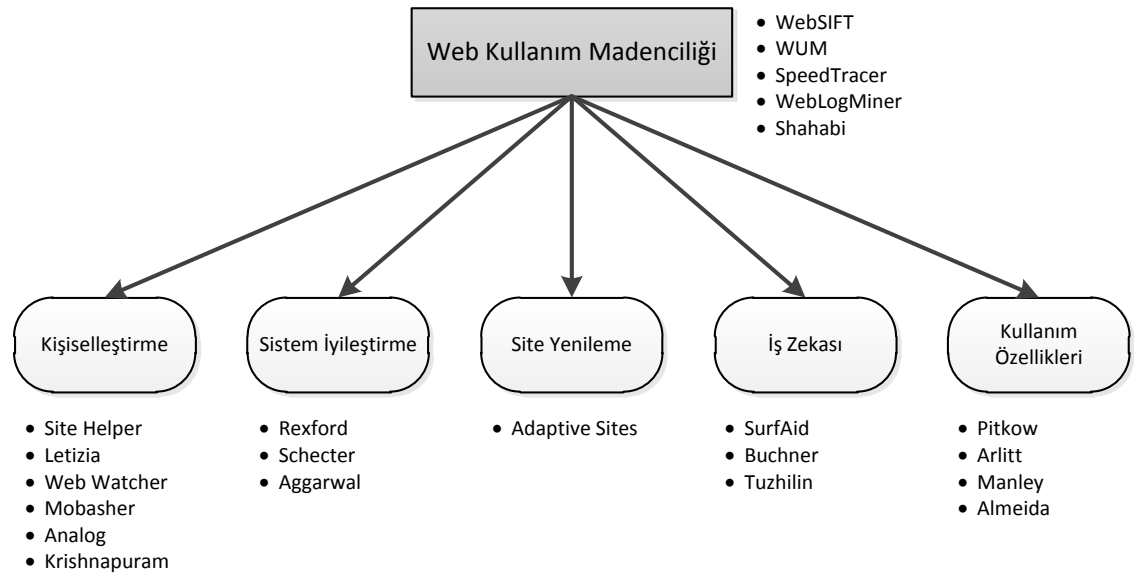 Web Kullanım Madenciliği
• WebSIFT
• WUM
• SpeedTracer
• WebLogMiner
• Shahabi
Kişiselleştirme
Sistem İyileştirme
Site Yenileme
İş Zekası
Kullanım
Özellikleri
• Site Helper
• Letizia
• Web Watcher
• Mobasher
• Analog
• Krishnapuram
• Rexford
• Schecter
• Aggarwal
• Adaptive Sites
• SurfAid
• Buchner
• Tuzhilin
• Pitkow
• Arlitt
• Manley
• Almeida